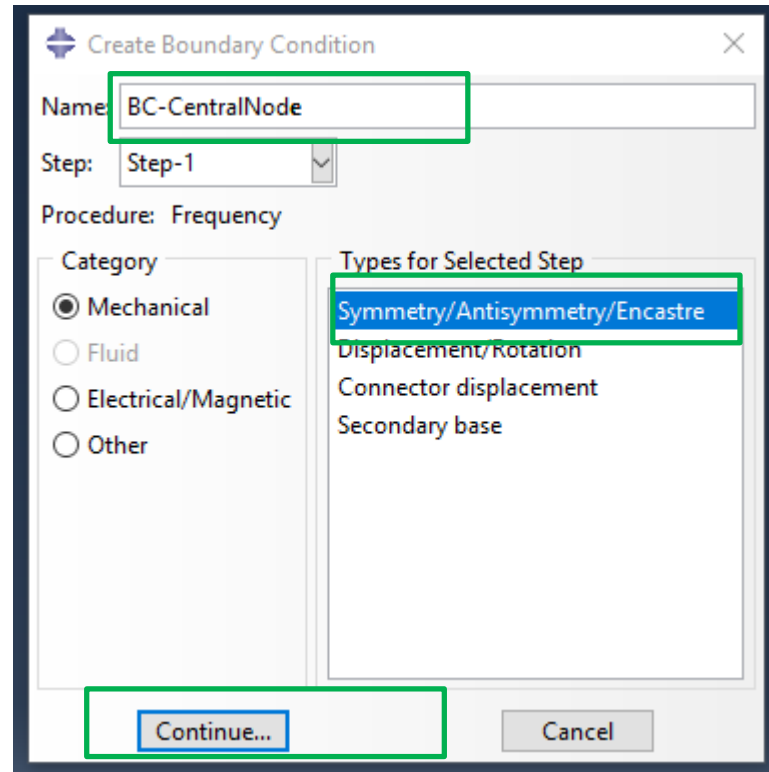 Create Boundary Condition
Name: BC-CentralNode
Step: Step-1
Procedure: Frequency
Category
Mechanical
Fluid
Electrical/Magnetic
Other
Types for Selected Step
Symmetry/Antisymmetry/Encastre
Displacement/Rotation
Connector displacement
Secondary base
Continue...
Cancel